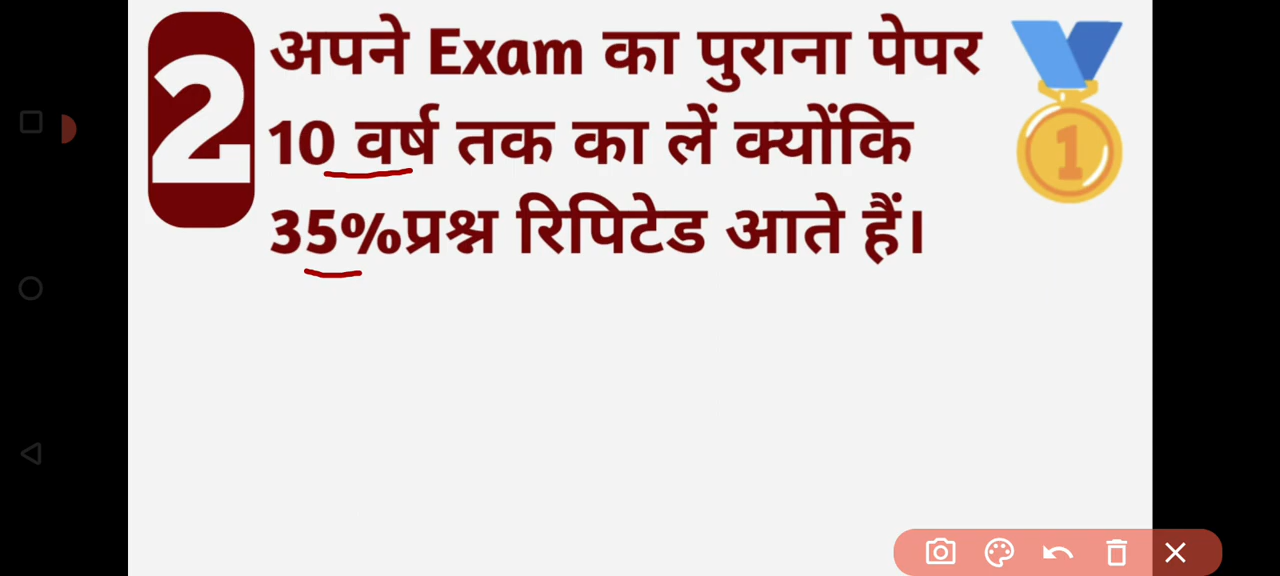 2
अपने Exam का पुराना पेपर
10 वर्ष तक का लें क्योंकि
35%प्रश्न रिपिटेड आते हैं।
1